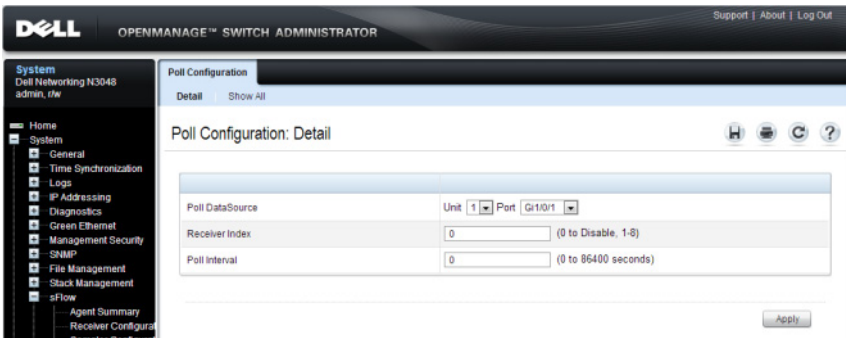 Support | About | Log Out
DELL
OPENMANAGE™ SWITCH ADMINISTRATOR
System
Dell Networking N3048
admin, r/w
Home
System
General
Time Synchronization
Logs
IP Addressing
Diagnostics
Green Ethernet
Management Security
SNMP
File Management
Stack Management
sFlow
Agent Summary
Receiver Configurat
Poll Configuration
Detail Show All
Poll Configuration: Detail
?
Poll DataSource Unit 1 Port Gi1/0/1
Receiver Index 0 (0 to Disable, 1-8)
Poll Interval 0 (0 to 86400 seconds)
Apply